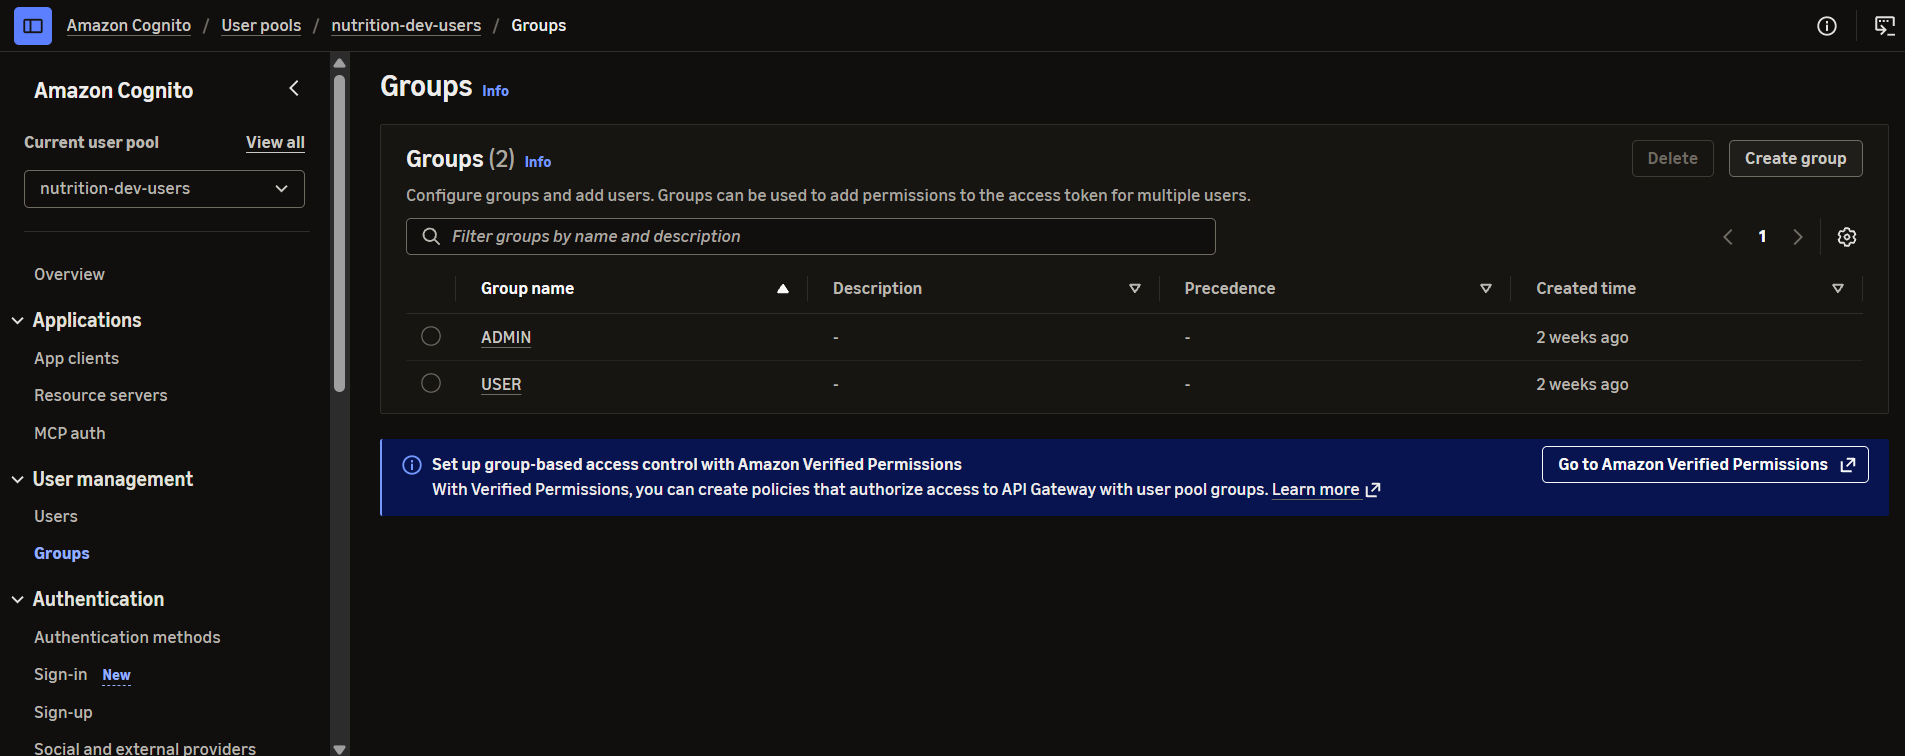 Amazon Cognito / User pools / nutrition-dev-users / Groups
Amazon Cognito
Current user pool View all
nutrition-dev-users
Overview
Applications
App clients
Resource servers
MCP auth
User management
Users
Groups
Authentication
Authentication methods
Sign-in New
Sign-up
Social and external providers
Groups Info
Groups (2) Info
Delete Create group
Configure groups and add users. Groups can be used to add permissions to the access token for multiple users.
Filter groups by name and description
1
Group name Description Precedence Created time
ADMIN - - 2 weeks ago
USER - - 2 weeks ago
Set up group-based access control with Amazon Verified Permissions
With Verified Permissions, you can create policies that authorize access to API Gateway with user pool groups. Learn more
Go to Amazon Verified Permissions